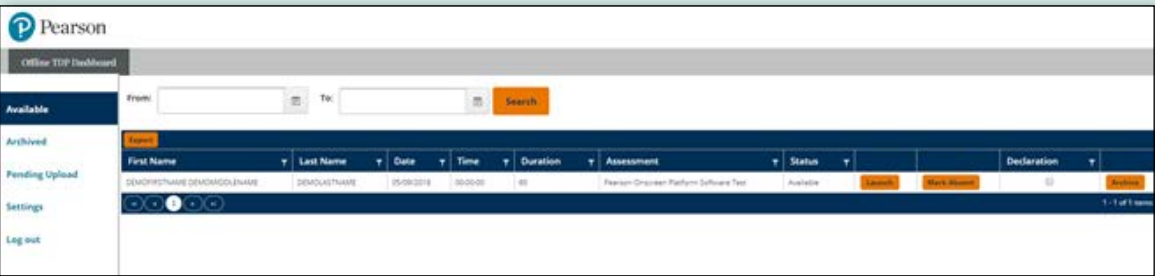 Pearson
Offline TDP Dashboard
Available
Archived
Pending Upload
Settings
Log out
From: To: Search
Export
First Name Last Name Date Time Duration Assessment Status Declaration
DEMOFIRSTNAME DEMOMIDDLENAME DEMOLASTNAME 05/09/2018 00:00:00 60 Pearson Onscreen Platform Software Test Available Launch Mark Absent Archive
1
1 - 1 of 1 items